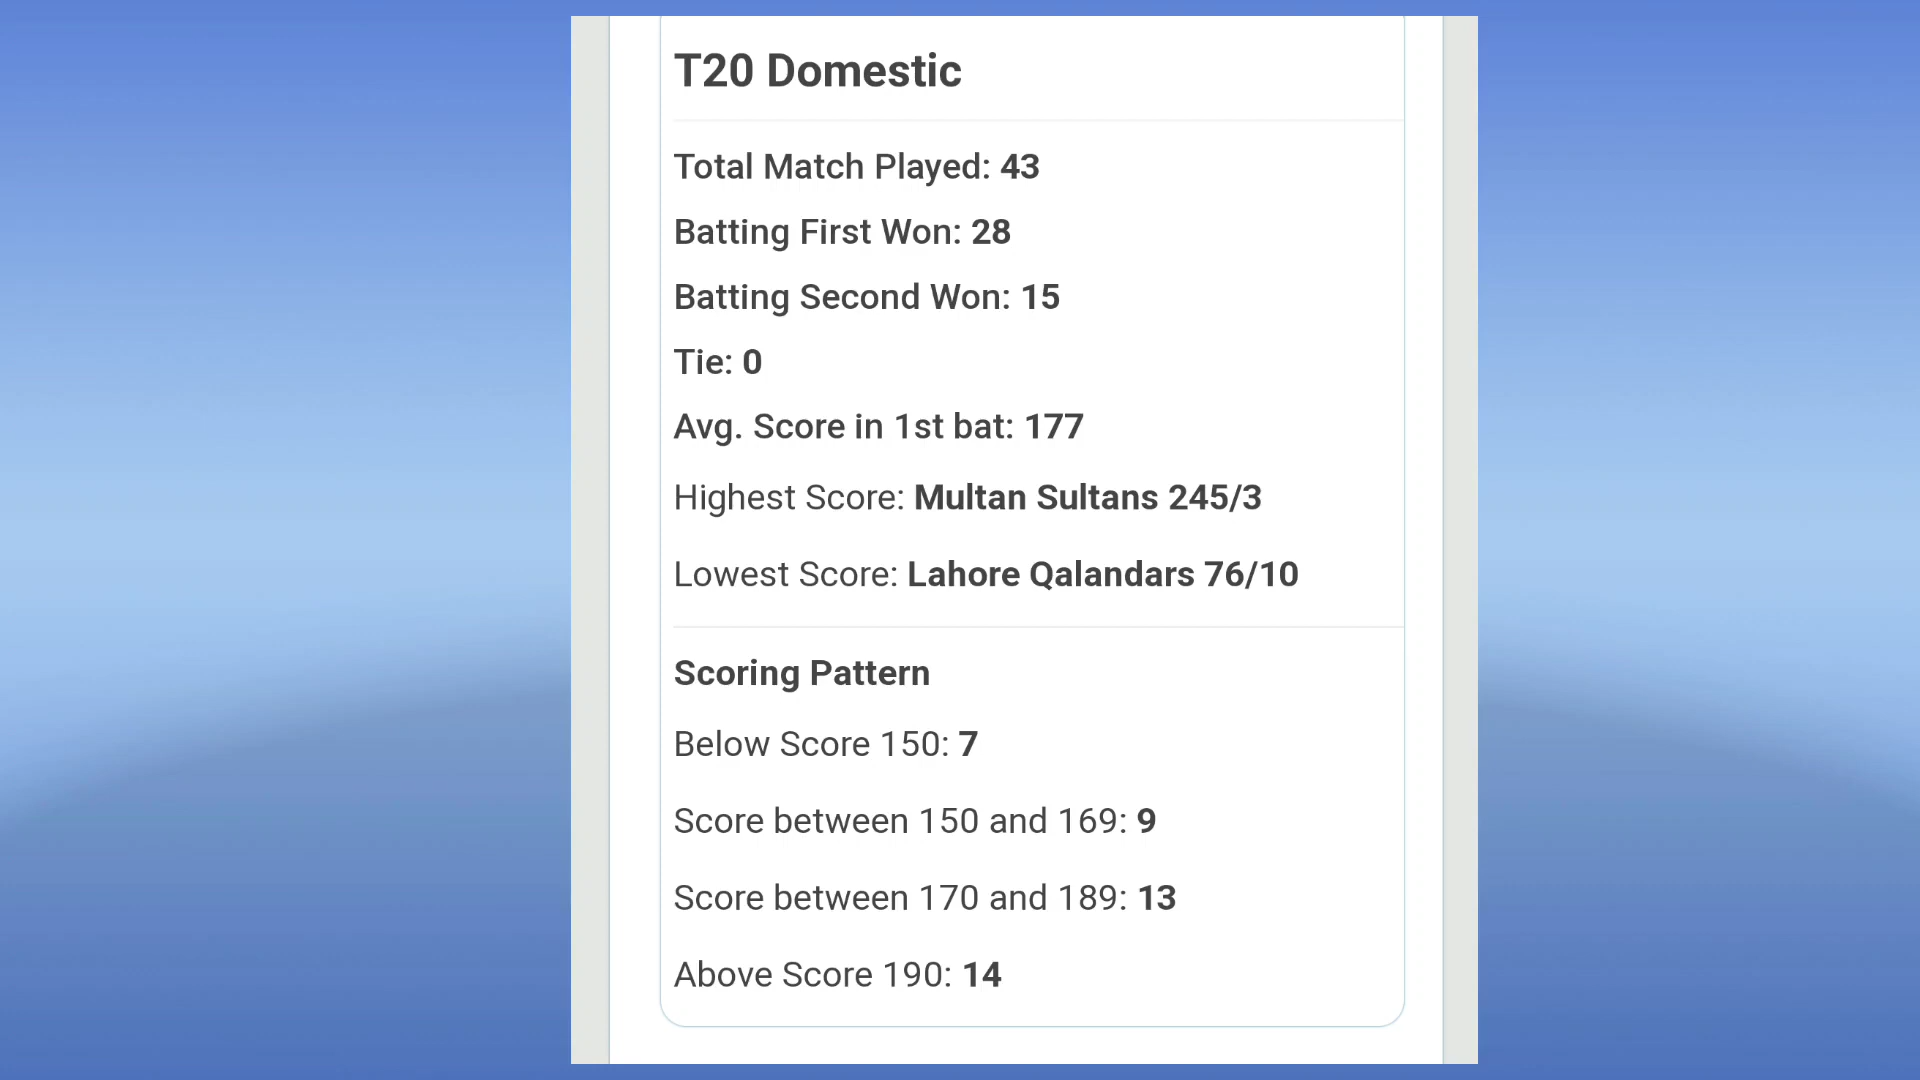 T20 Domestic
Total Match Played: 43
Batting First Won: 28
Batting Second Won: 15
Tie: 0
Avg. Score in 1st bat: 177
Highest Score: Multan Sultans 245/3
Lowest Score: Lahore Qalandars 76/10
Scoring Pattern
Below Score 150: 7
Score between 150 and 169: 9
Score between 170 and 189: 13
Above Score 190: 14